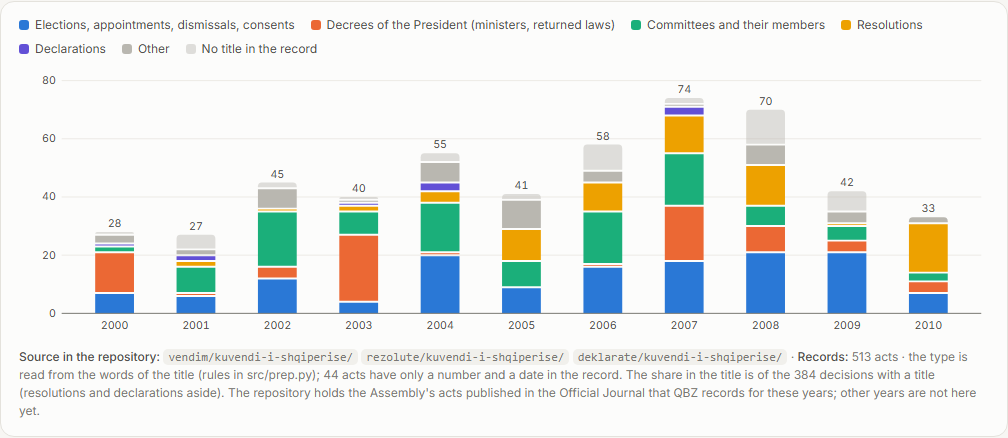 Elections, appointments, dismissals, consents Decrees of the President (ministers, returned laws) Committees and their members Resolutions
Declarations Other No title in the record
80
60
40
20
0
28
27
45
40
55
41
58
74
70
42
33
2000 2001 2002 2003 2004 2005 2006 2007 2008 2009 2010
Source in the repository: vendim/kuvendi-i-shqiperise/ rezolute/kuvendi-i-shqiperise/ deklarate/kuvendi-i-shqiperise/ · Records: 513 acts · the type is
read from the words of the title (rules in src/prep.py); 44 acts have only a number and a date in the record. The share in the title is of the 384 decisions with a title
(resolutions and declarations aside). The repository holds the Assembly's acts published in the Official Journal that QBZ records for these years; other years are not here
yet.